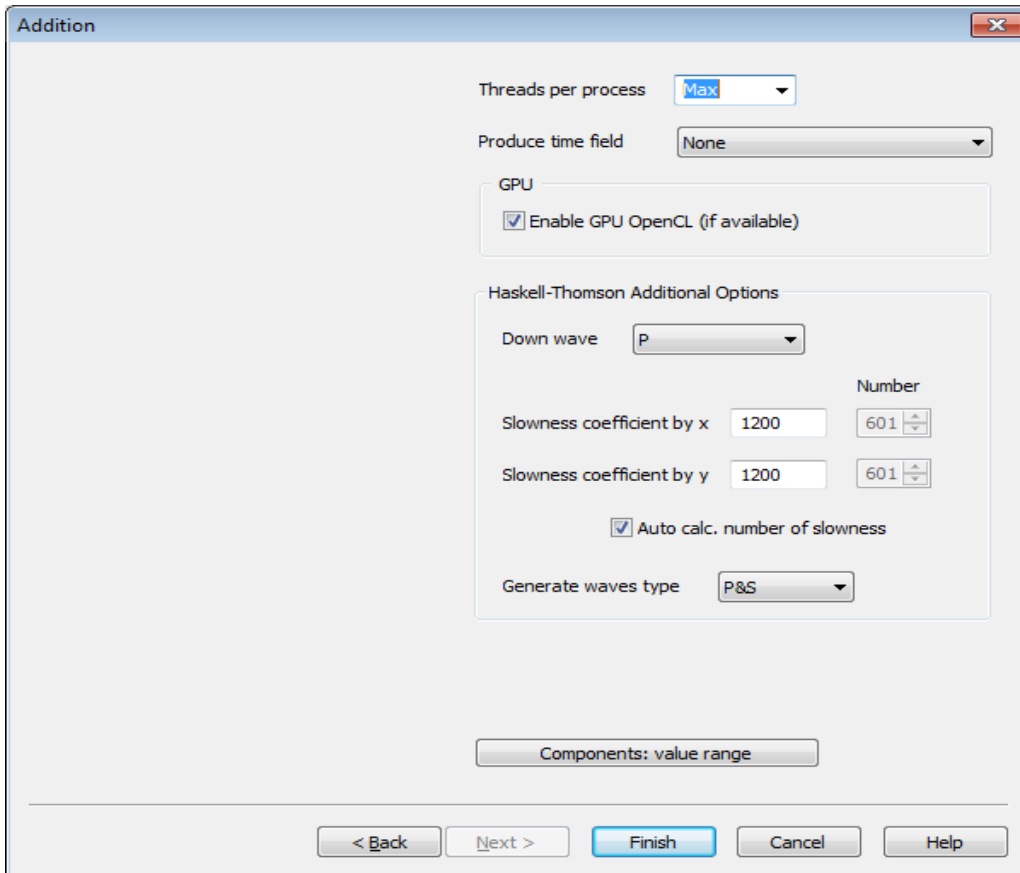 Addition
Threads per process Max
Produce time field None
GPU
Enable GPU OpenCL (if available)
Haskell-Thomson Additional Options
Down wave P
Number
Slowness coefficient by x 1200 601
Slowness coefficient by y 1200 601
Auto calc. number of slowness
Generate waves type P&S
Components: value range
< Back Next > Finish Cancel Help